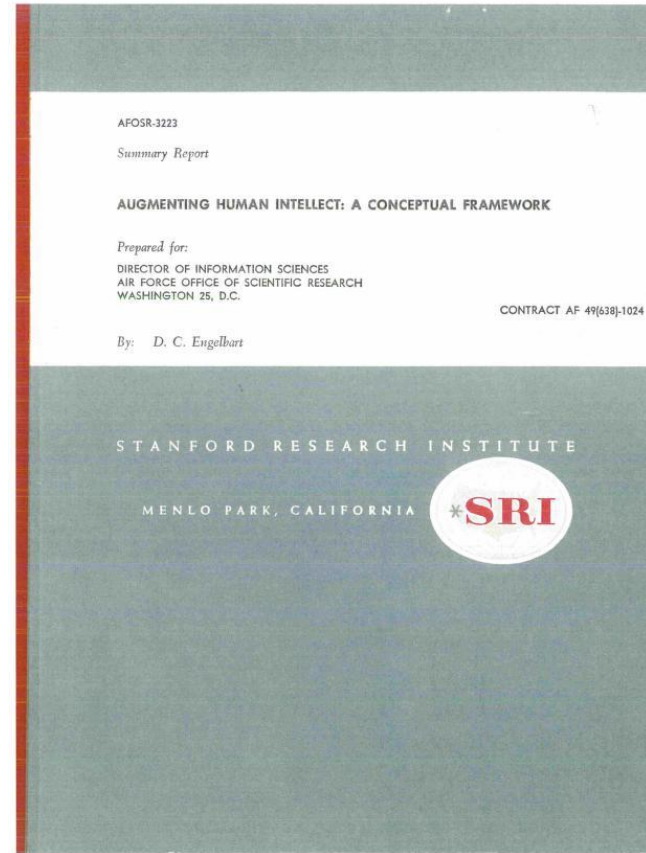 AFOSR-3223
Summary Report
AUGMENTING HUMAN INTELLECT: A CONCEPTUAL FRAMEWORK
Prepared for:
DIRECTOR OF INFORMATION SCIENCES
AIR FORCE OFFICE OF SCIENTIFIC RESEARCH
WASHINGTON 25, D.C.
CONTRACT AF 49(638)-1024
By: D. C. Engelbart
STANFORD RESEARCH INSTITUTE
MENLO PARK, CALIFORNIA
*SRI